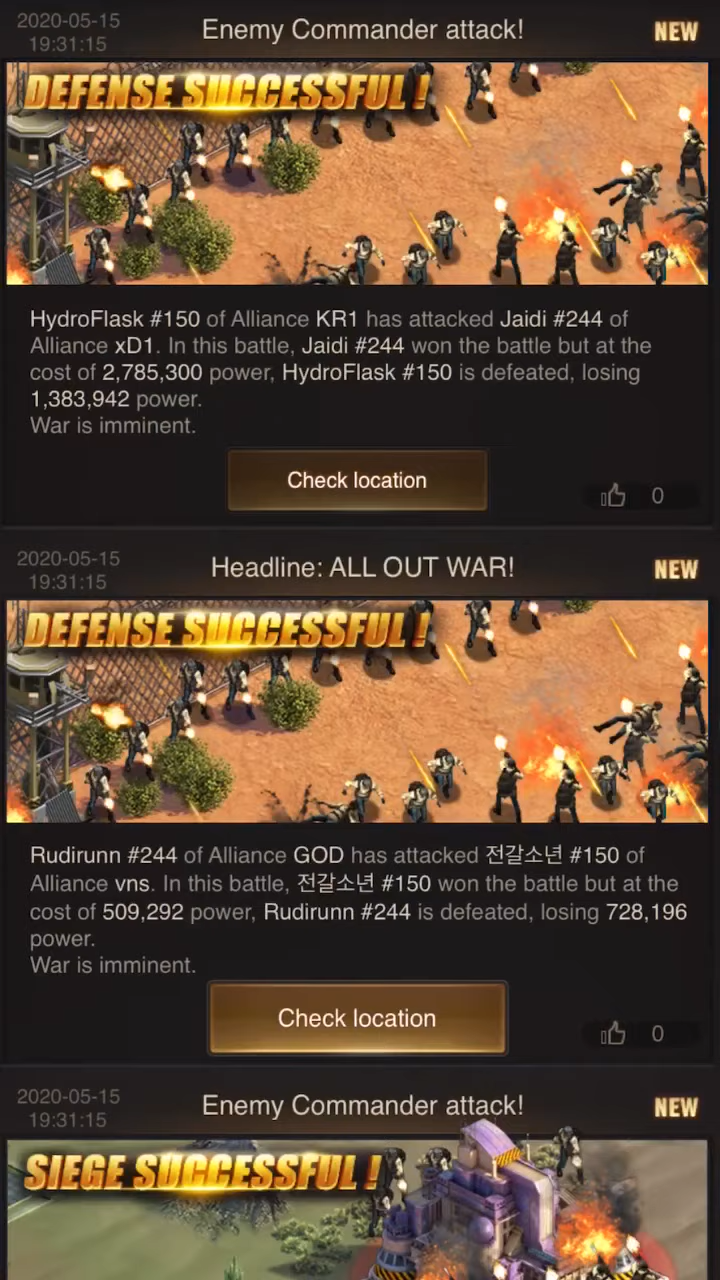 2020-05-15
19:31:15
Enemy Commander attack!
NEW
DEFENSE SUCCESSFUL !
HydroFlask #150 of Alliance KR1 has attacked Jaidi #244 of
Alliance xD1. In this battle, Jaidi #244 won the battle but at the
cost of 2,785,300 power, HydroFlask #150 is defeated, losing
1,383,942 power.
War is imminent.
Check location
0
2020-05-15
19:31:15
Headline: ALL OUT WAR!
NEW
DEFENSE SUCCESSFUL !
Rudirunn #244 of Alliance GOD has attacked 전갈소년 #150 of
Alliance vns. In this battle, 전갈소년 #150 won the battle but at the
cost of 509,292 power, Rudirunn #244 is defeated, losing 728,196
power.
War is imminent.
Check location
0
2020-05-15
19:31:15
Enemy Commander attack!
NEW
SIEGE SUCCESSFUL !